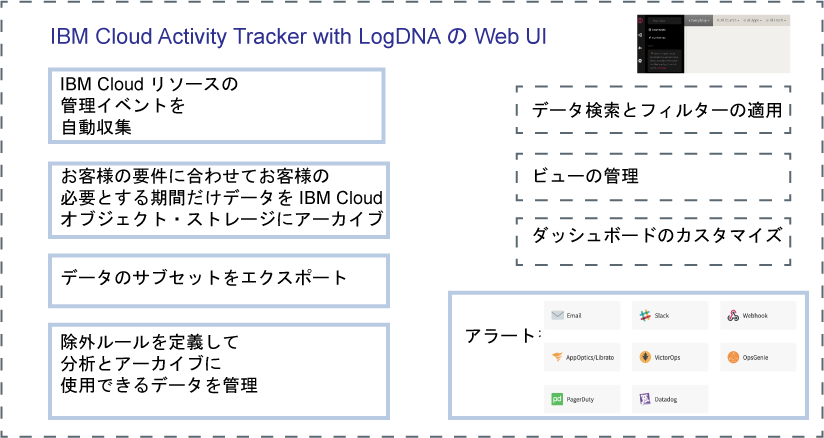 IBM Cloud Activity Tracker with LogDNA の Web UI
IBM Cloud リソースの
管理イベントを
自動収集
お客様の要件に合わせてお客様の
必要とする期間だけデータを IBM Cloud
オブジェクト・ストレージにアーカイブ
データのサブセットをエクスポート
除外ルールを定義して
分析とアーカイブに
使用できるデータを管理
データ検索とフィルターの適用
ビューの管理
ダッシュボードのカスタマイズ
アラート
Email
Slack
Webhook
AppOptics/Librato
VictorOps
OpsGenie
pd
PagerDuty
Datadog